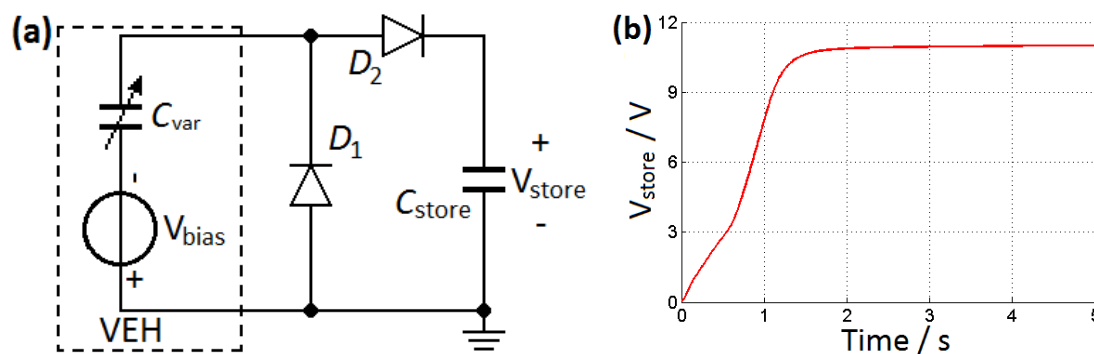 (a)
D2
Cvar
D1
-
Vbias
+
VEH
+
Vstore
-
Cstore
(b)
Vstore / V
12
9
6
3
0
0 1 2 3 4 5
Time / s